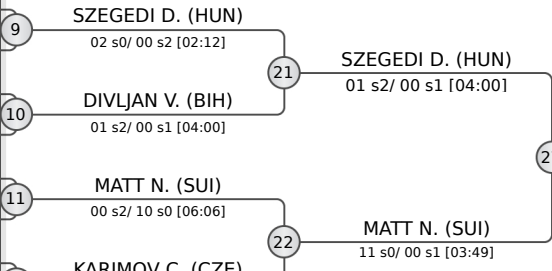 SZEGEDI D. (HUN)
9
02 s0/ 00 s2 [02:12]
SZEGEDI D. (HUN)
21
01 s2/ 00 s1 [04:00]
DIVLJAN V. (BIH)
10
01 s2/ 00 s1 [04:00]
MATT N. (SUI)
11
00 s2/ 10 s0 [06:06]
MATT N. (SUI)
22
11 s0/ 00 s1 [03:49]
KARIMOV C. (CZE)